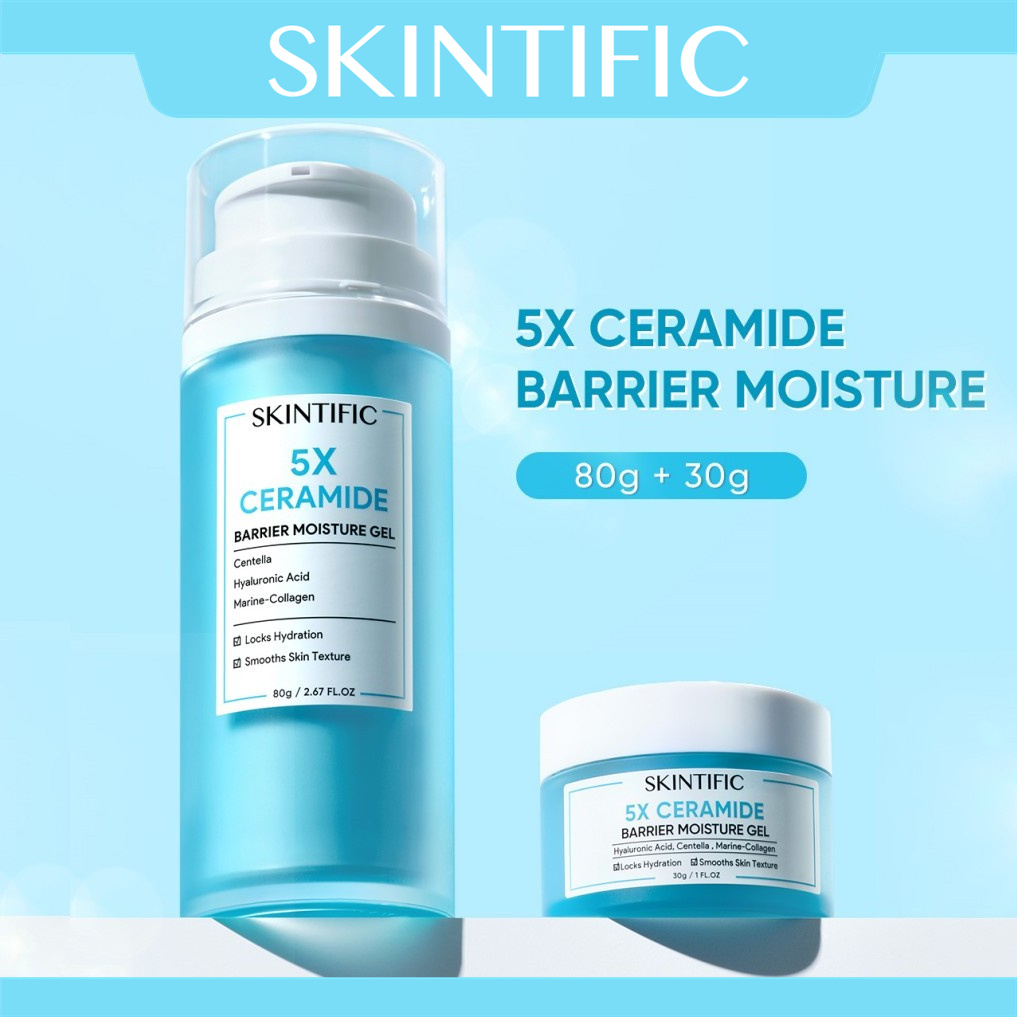 SKINTIFIC
5X CERAMIDE
BARRIER MOISTURE
80g + 30g
SKINTIFIC
5X
CERAMIDE
BARRIER MOISTURE GEL
Centella
Hyaluronic Acid
Marine-Collagen
☑ Locks Hydration
☑ Smooths Skin Texture
80g / 2.67 FL.OZ
SKINTIFIC
5X CERAMIDE
BARRIER MOISTURE GEL
Hyaluronic Acid, Centella , Marine-Collagen
☑ Locks Hydration ☑ Smooths Skin Texture
30g / 1 FL.OZ